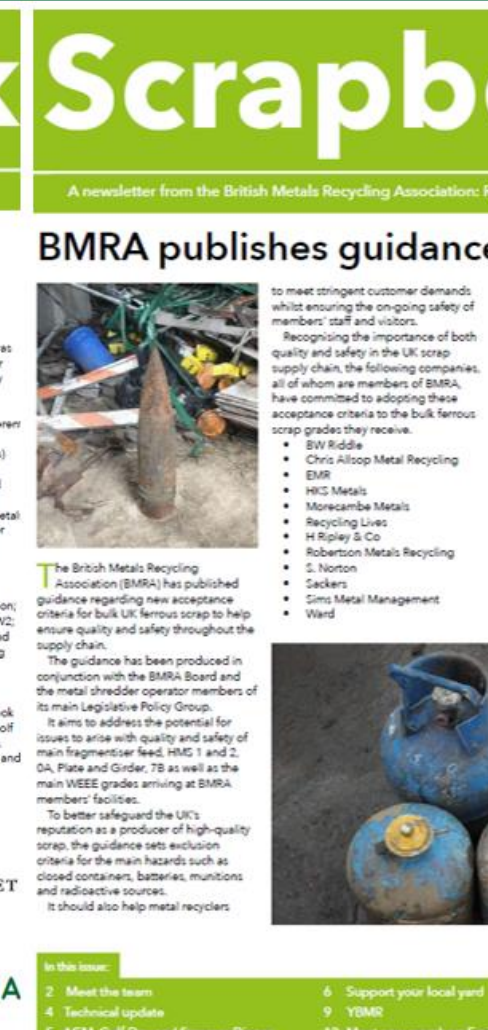 k
Scrapb
A newsletter from the British Metals Recycling Association:
BMRA publishes guidance
The British Metals Recycling
Association (BMRA) has published
guidance regarding new acceptance
criteria for bulk UK ferrous scrap to help
ensure quality and safety throughout the
supply chain.
The guidance has been produced in
conjunction with the BMRA Board and
the metal shredder operator members of
its main Legislative Policy Group.
It aims to address the potential for
issues to arise with quality and safety of
main fragmentiser feed, HMS 1 and 2,
0A, Plate and Girder, 7B as well as the
main WEEE grades arriving at BMRA
members' facilities.
To better safeguard the UK's
reputation as a producer of high-quality
scrap, the guidance sets exclusion
criteria for the main hazards such as
closed containers, batteries, munitions
and radioactive sources.
It should also help metal recyclers
to meet stringent customer demands
whilst ensuring the on-going safety of
members' staff and visitors.
Recognising the importance of both
quality and safety in the UK scrap
supply chain, the following companies,
all of whom are members of BMRA,
have committed to adopting these
acceptance criteria to the bulk ferrous
scrap grades they receive.
• BW Riddle
• Chris Allsop Metal Recycling
• EMR
• HKS Metals
• Morecambe Metals
• Recycling Lives
• H Ripley & Co
• Robertson Metals Recycling
• S. Norton
• Sackers
• Sims Metal Management
• Ward
In this issue:
2 Meet the team
4 Technical update
6 Support your local yard
9 YBMR